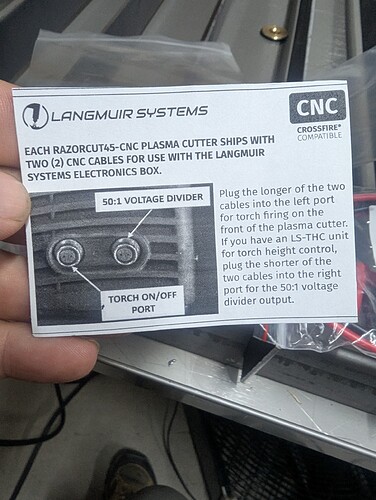 LANGMUIR SYSTEMS
CNC
CROSSFIRE®
COMPATIBLE
EACH RAZORCUT45-CNC PLASMA CUTTER SHIPS WITH
TWO (2) CNC CABLES FOR USE WITH THE LANGMUIR
SYSTEMS ELECTRONICS BOX.
50:1 VOLTAGE DIVIDER
TORCH ON/OFF
PORT
Plug the longer of the two
cables into the left port
for torch firing on the
front of the plasma cutter.
If you have an LS-THC unit
for torch height control,
plug the shorter of the
two cables into the right
port for the 50:1 voltage
divider output.